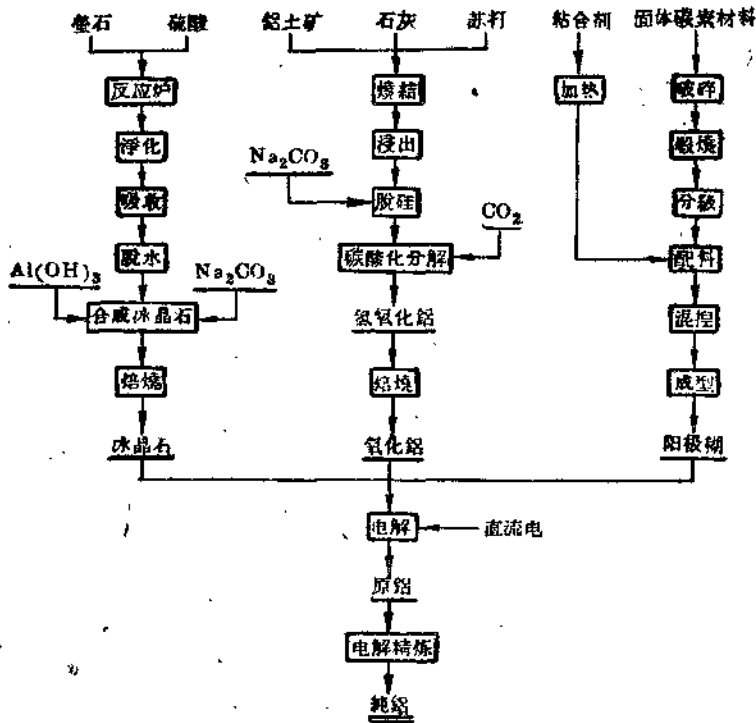 萤石 硫酸 铝土矿 石灰 苏打 粘合剂 固体碳素材料
反应炉 烧结 加热 破碎
净化 浸出 煅烧
Na₂CO₃
吸收 脱硅 分级
CO₂
脱水 碳酸化分解 配料
Al(OH)₃ Na₂CO₃
合成冰晶石 氢氧化铝 混捏
焙烧 焙烧 成型
冰晶石 氧化铝 阳极糊
电解 直流电
原铝
电解精炼
纯铝